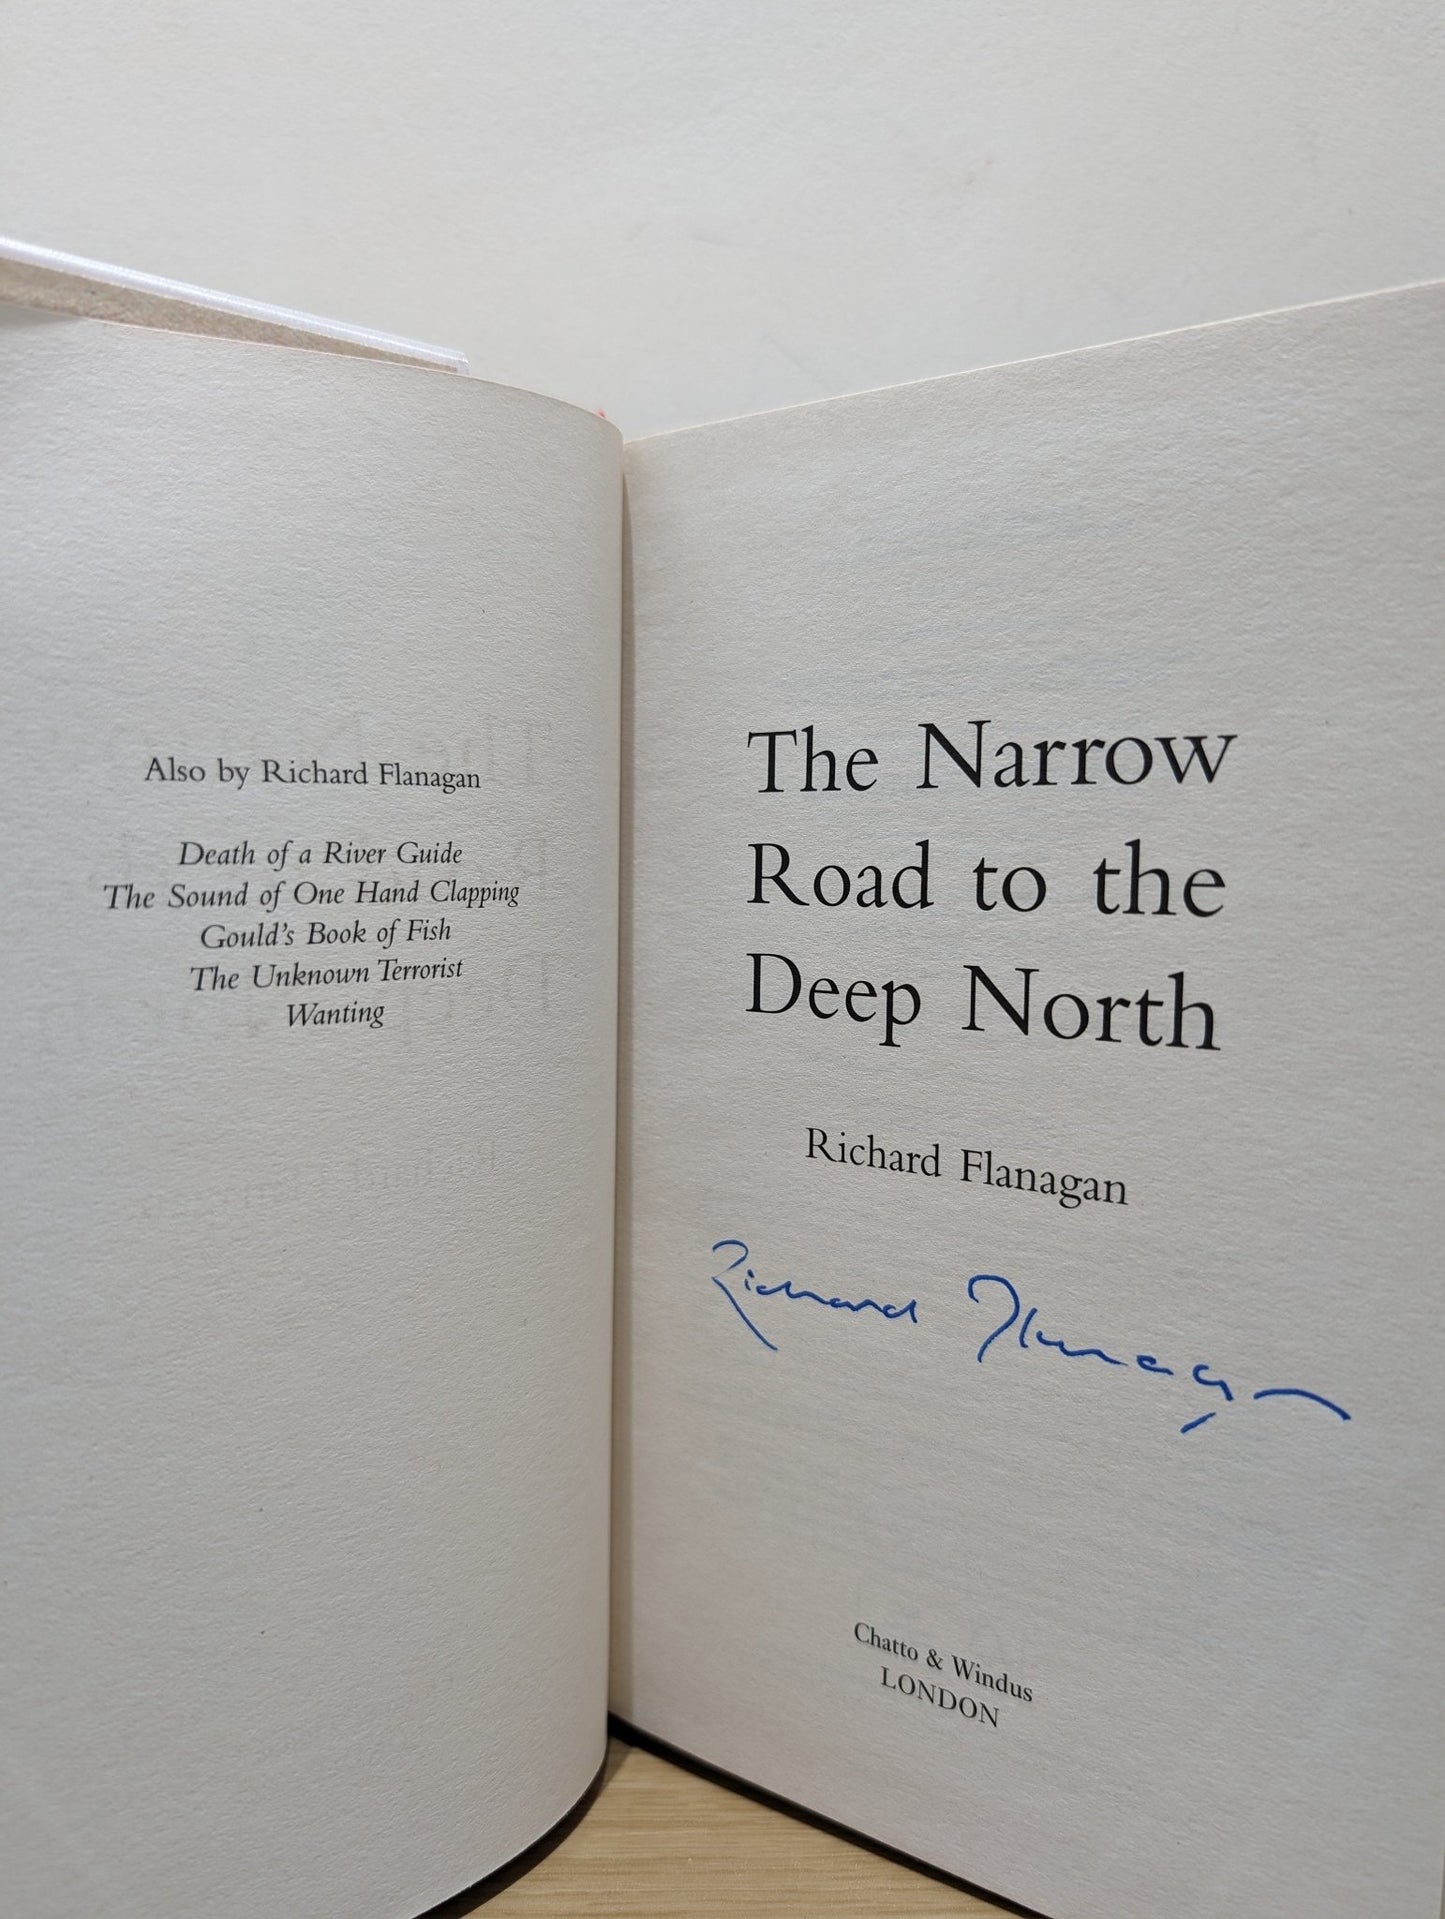 Also by Richard Flanagan
Death of a River Guide
The Sound of One Hand Clapping
Gould's Book of Fish
The Unknown Terrorist
Wanting
The Narrow
Road to the
Deep North
Richard Flanagan
Richard Flanagan
Chatto & Windus
LONDON